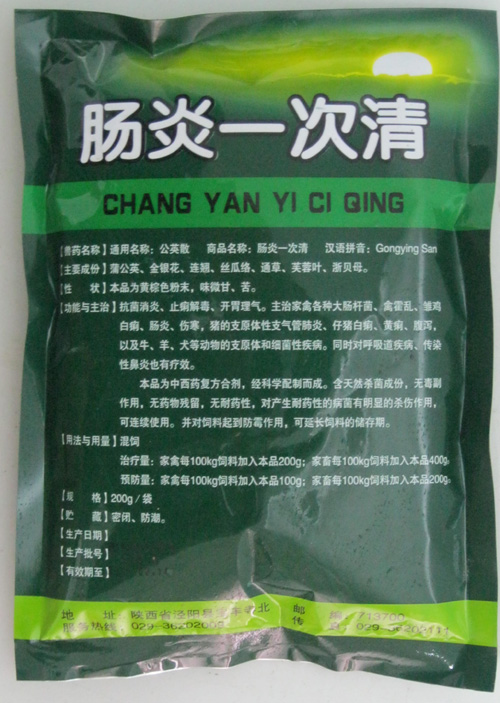 肠炎一次清
CHANG YAN YI CI QING
【兽药名称】通用名称：公英散 商品名称：肠炎一次清 汉语拼音：Gongying San
【主要成份】蒲公英、金银花、连翘、丝瓜络、通草、芙蓉叶、浙贝母。
【性 状】本品为黄棕色粉末，味微甘、苦。
【功能与主治】抗菌消炎、止痢解毒、开胃理气。主治家禽各种大肠杆菌、禽霍乱、雏鸡
白痢、肠炎、伤寒，猪的支原体性支气管肺炎、仔猪白痢、黄痢、腹泻，
以及牛、羊、犬等动物的支原体和细菌性疾病。同时对呼吸道疾病、传染
性鼻炎也有疗效。
本品为中西药复方合剂，经科学配制而成。含天然杀菌成份，无毒副
作用，无药物残留，无耐药性，对产生耐药性的病菌有明显的杀伤作用，
可连续使用。并对饲料起到防霉作用，可延长饲料的储存期。
【用法与用量】混饲
治疗量：家禽每100kg饲料加入本品200g；家畜每100kg饲料加入本品400g。
预防量：家禽每100kg饲料加入本品100g；家畜每100kg饲料加入本品200g。
【规 格】200g/袋
【贮 藏】密闭、防潮。
【生产日期】
【生产批号】
【有效期至】
地 址：陕西省泾阳县 北 邮 编：713700
服务热线：029-3620200 传 029-36202111